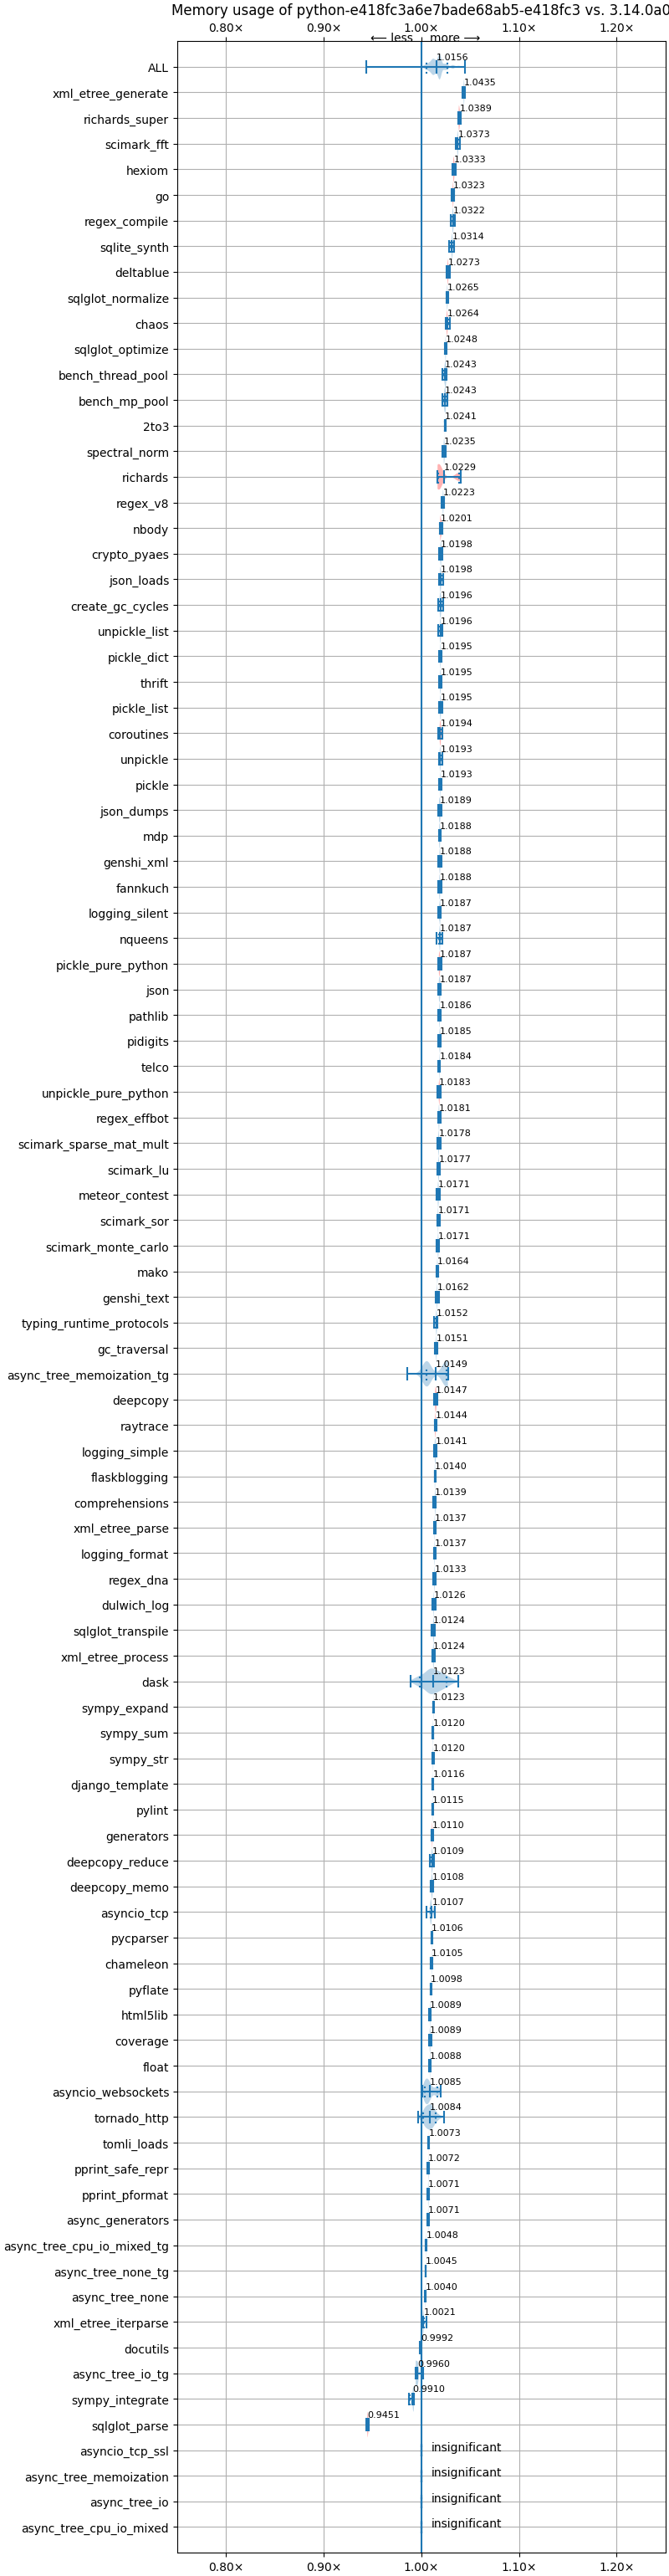 Memory usage of python-e418fc3a6e7bade68ab5-e418fc3 vs. 3.14.0a0
0.80× 0.90× 1.00× 1.10× 1.20×
⟵ less more ⟶
ALL 1.0156
xml_etree_generate 1.0435
richards_super 1.0389
scimark_fft 1.0373
hexiom 1.0333
go 1.0323
regex_compile 1.0322
sqlite_synth 1.0314
deltablue 1.0273
sqlglot_normalize 1.0265
chaos 1.0264
sqlglot_optimize 1.0248
bench_thread_pool 1.0243
bench_mp_pool 1.0243
2to3 1.0241
spectral_norm 1.0235
richards 1.0229
regex_v8 1.0223
nbody 1.0201
crypto_pyaes 1.0198
json_loads 1.0198
create_gc_cycles 1.0196
unpickle_list 1.0196
pickle_dict 1.0195
thrift 1.0195
pickle_list 1.0195
coroutines 1.0194
unpickle 1.0193
pickle 1.0193
json_dumps 1.0189
mdp 1.0188
genshi_xml 1.0188
fannkuch 1.0188
logging_silent 1.0187
nqueens 1.0187
pickle_pure_python 1.0187
json 1.0187
pathlib 1.0186
pidigits 1.0185
telco 1.0184
unpickle_pure_python 1.0183
regex_effbot 1.0181
scimark_sparse_mat_mult 1.0178
scimark_lu 1.0177
meteor_contest 1.0171
scimark_sor 1.0171
scimark_monte_carlo 1.0171
mako 1.0164
genshi_text 1.0162
typing_runtime_protocols 1.0152
gc_traversal 1.0151
async_tree_memoization_tg 1.0149
deepcopy 1.0147
raytrace 1.0144
logging_simple 1.0141
flaskblogging 1.0140
comprehensions 1.0139
xml_etree_parse 1.0137
logging_format 1.0137
regex_dna 1.0133
dulwich_log 1.0126
sqlglot_transpile 1.0124
xml_etree_process 1.0124
dask 1.0123
sympy_expand 1.0123
sympy_sum 1.0120
sympy_str 1.0120
django_template 1.0116
pylint 1.0115
generators 1.0110
deepcopy_reduce 1.0109
deepcopy_memo 1.0108
asyncio_tcp 1.0107
pycparser 1.0106
chameleon 1.0105
pyflate 1.0098
html5lib 1.0089
coverage 1.0089
float 1.0088
asyncio_websockets 1.0085
tornado_http 1.0084
tomli_loads 1.0073
pprint_safe_repr 1.0072
pprint_pformat 1.0071
async_generators 1.0071
async_tree_cpu_io_mixed_tg 1.0048
async_tree_none_tg 1.0045
async_tree_none 1.0040
xml_etree_iterparse 1.0021
docutils 0.9992
async_tree_io_tg 0.9960
sympy_integrate 0.9910
sqlglot_parse 0.9451
asyncio_tcp_ssl insignificant
async_tree_memoization insignificant
async_tree_io insignificant
async_tree_cpu_io_mixed insignificant
0.80× 0.90× 1.00× 1.10× 1.20×